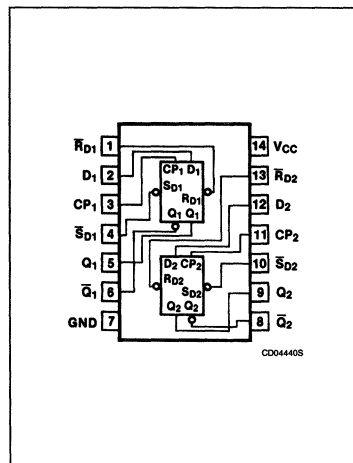 R̅D1 1
D1 2
CP1 3
S̅D1 4
Q1 5
Q̅1 6
GND 7
14 VCC
13 R̅D2
12 D2
11 CP2
10 S̅D2
9 Q2
8 Q̅2
CP1 D1
SD1
RD1
Q1 Q1
D2 CP2
RD2
SD2
Q2 Q2
CD04440S